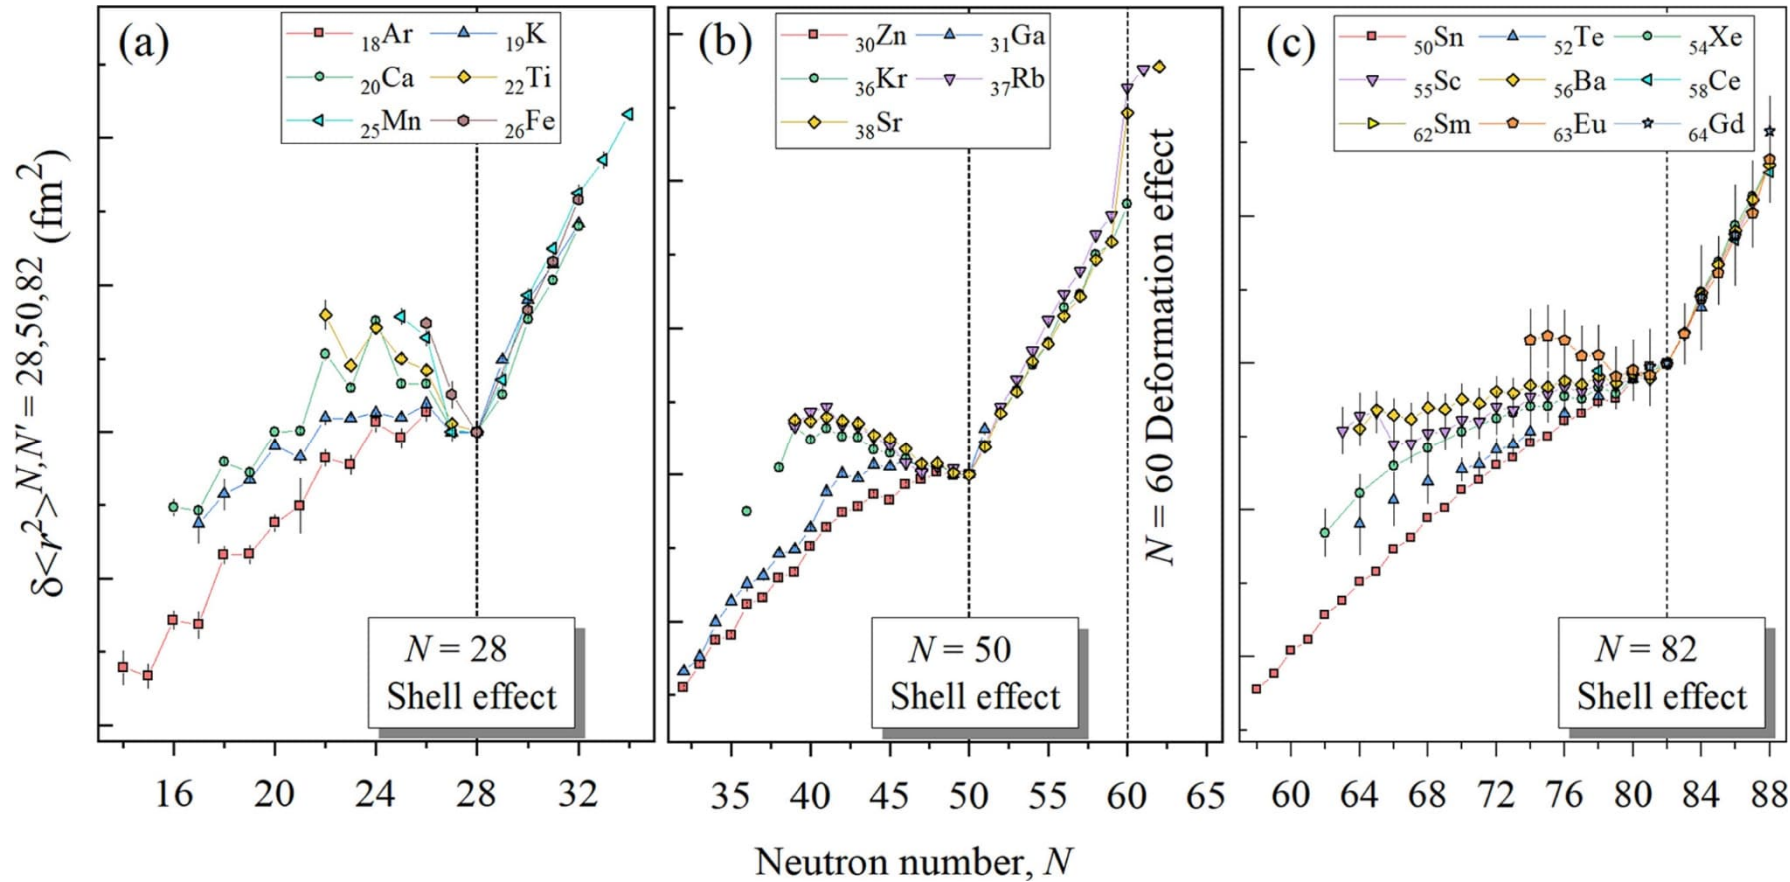 δ<r²>N,N′ = 28,50,82 (fm²)
(a)
₁₈Ar ₁₉K
₂₀Ca ₂₂Ti
₂₅Mn ₂₆Fe
N = 28
Shell effect
16 20 24 28 32
(b)
₃₀Zn ₃₁Ga
₃₆Kr ₃₇Rb
₃₈Sr
N = 60 Deformation effect
N = 50
Shell effect
35 40 45 50 55 60 65
(c)
₅₀Sn ₅₂Te ₅₄Xe
₅₅Sc ₅₆Ba ₅₈Ce
₆₂Sm ₆₃Eu ₆₄Gd
N = 82
Shell effect
60 64 68 72 76 80 84 88
Neutron number, N